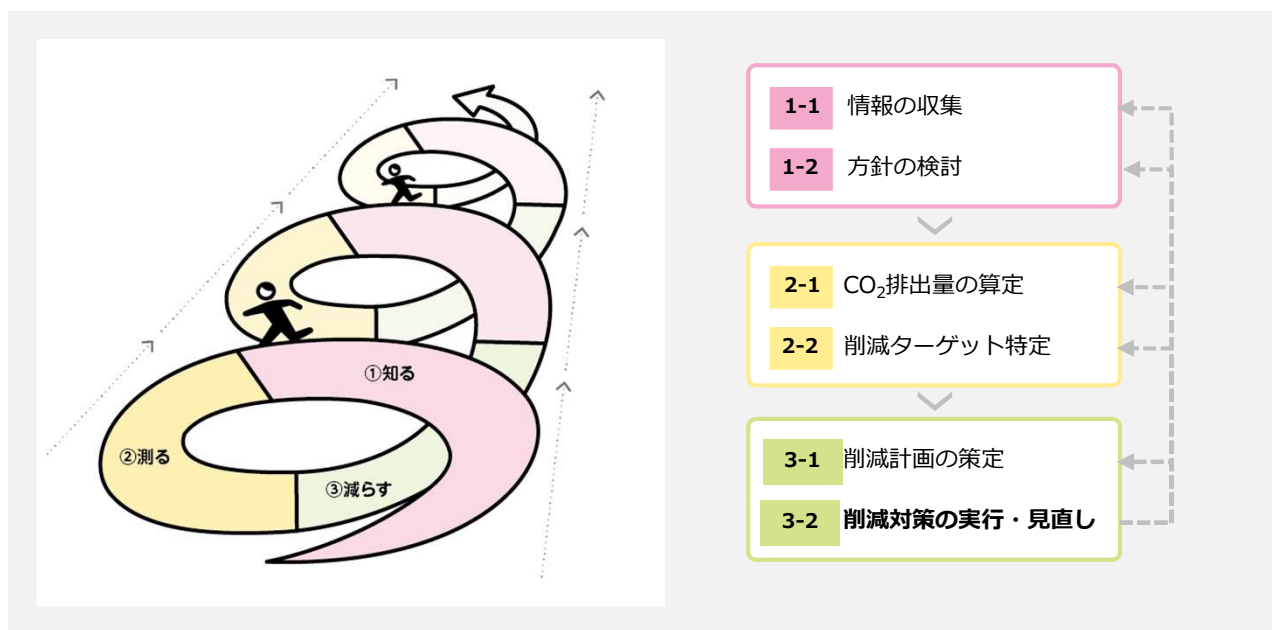 ①知る
②測る
③減らす
1-1 情報の収集
1-2 方針の検討
2-1 CO₂排出量の算定
2-2 削減ターゲット特定
3-1 削減計画の策定
3-2 削減対策の実行・見直し